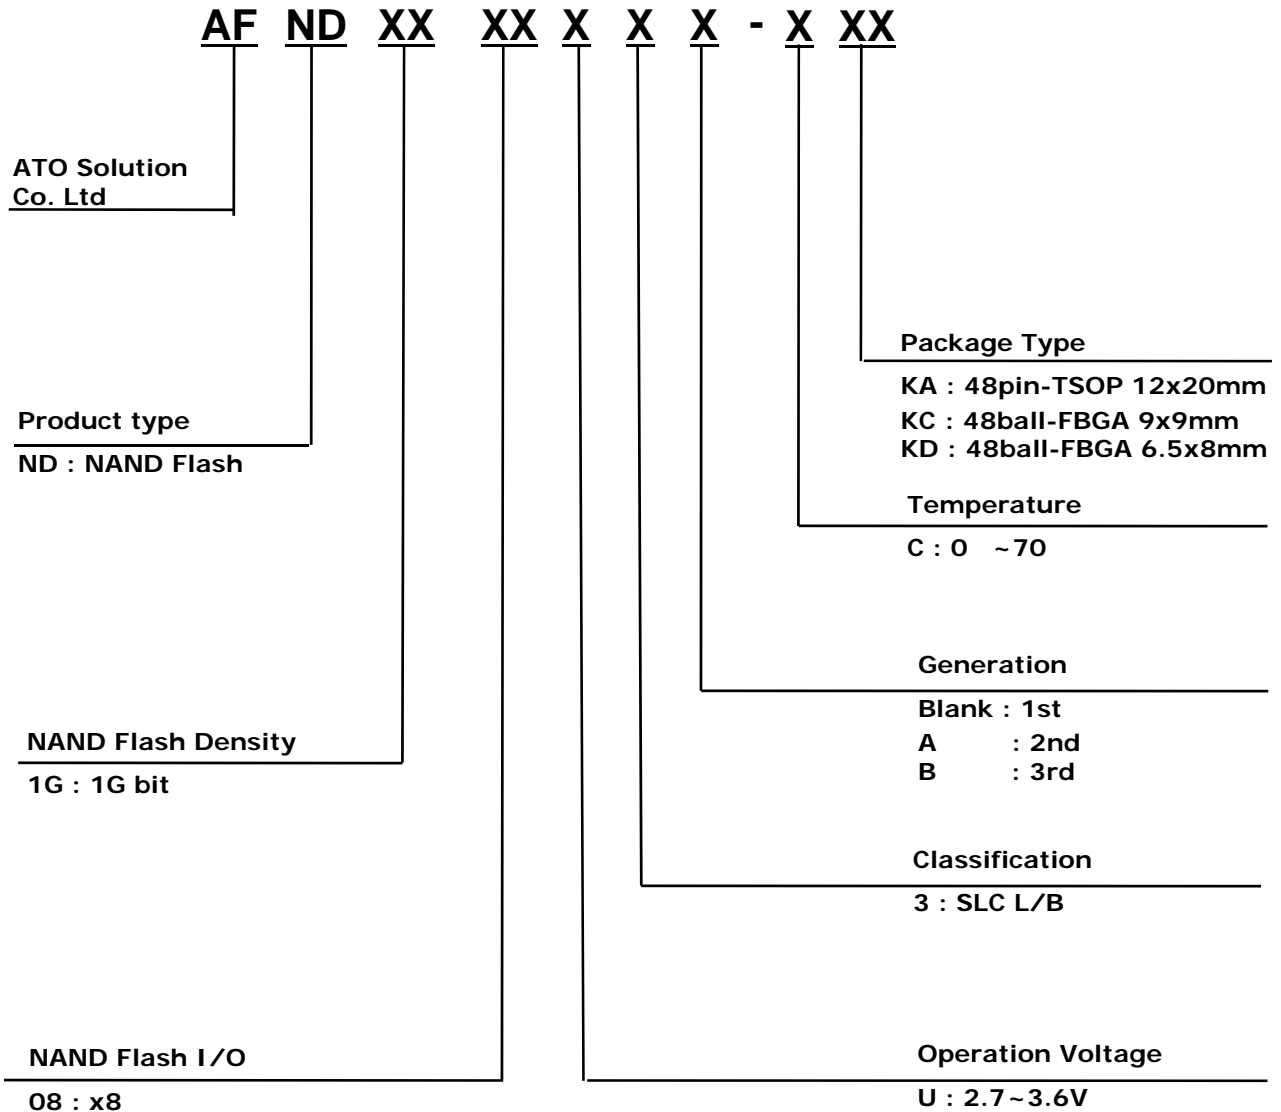 AF ND XX XX X X X - X XX
ATO Solution
Co. Ltd
Package Type
KA : 48pin-TSOP 12x20mm
KC : 48ball-FBGA 9x9mm
KD : 48ball-FBGA 6.5x8mm
Product type
ND : NAND Flash
Temperature
C : 0 ~70
Generation
Blank : 1st
A : 2nd
B : 3rd
NAND Flash Density
1G : 1G bit
Classification
3 : SLC L/B
NAND Flash I/O
08 : x8
Operation Voltage
U : 2.7~3.6V